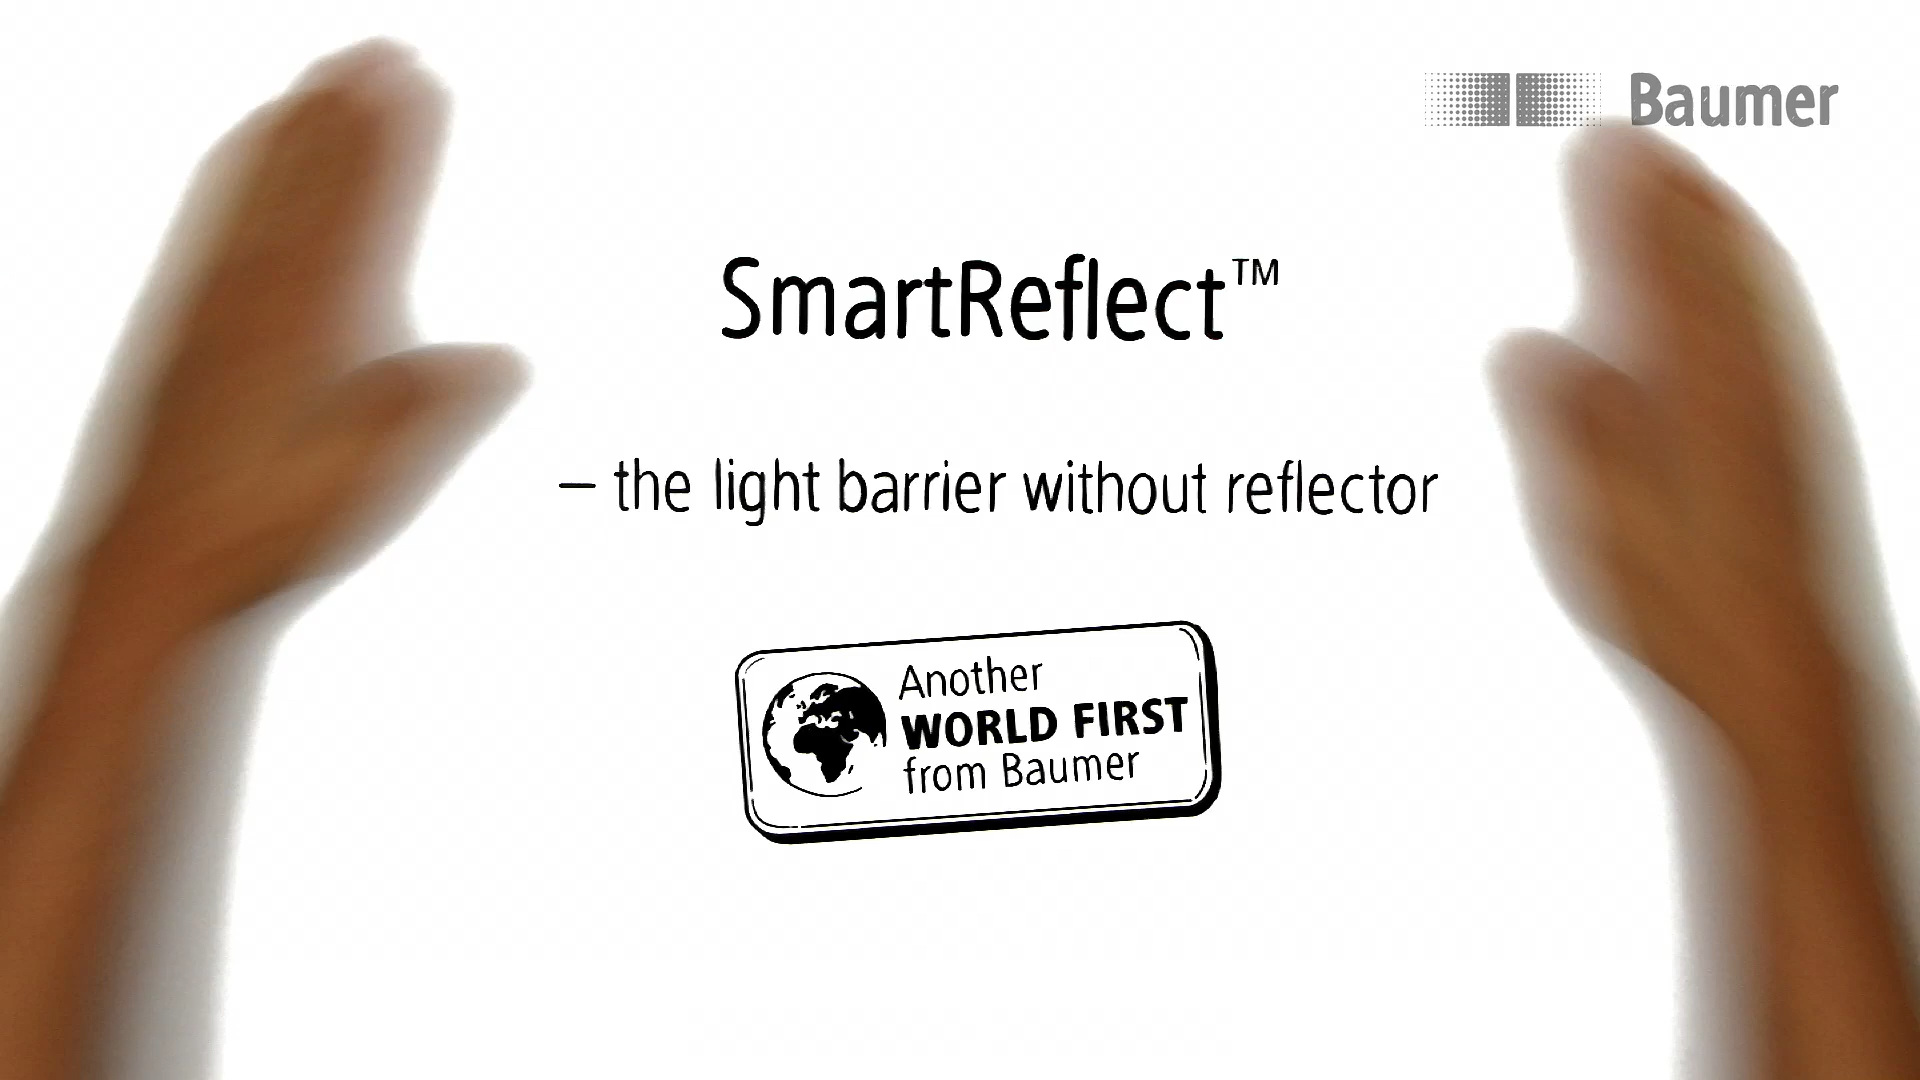 Baumer
SmartReflect™
– the light barrier without reflector
Another
WORLD FIRST
from Baumer